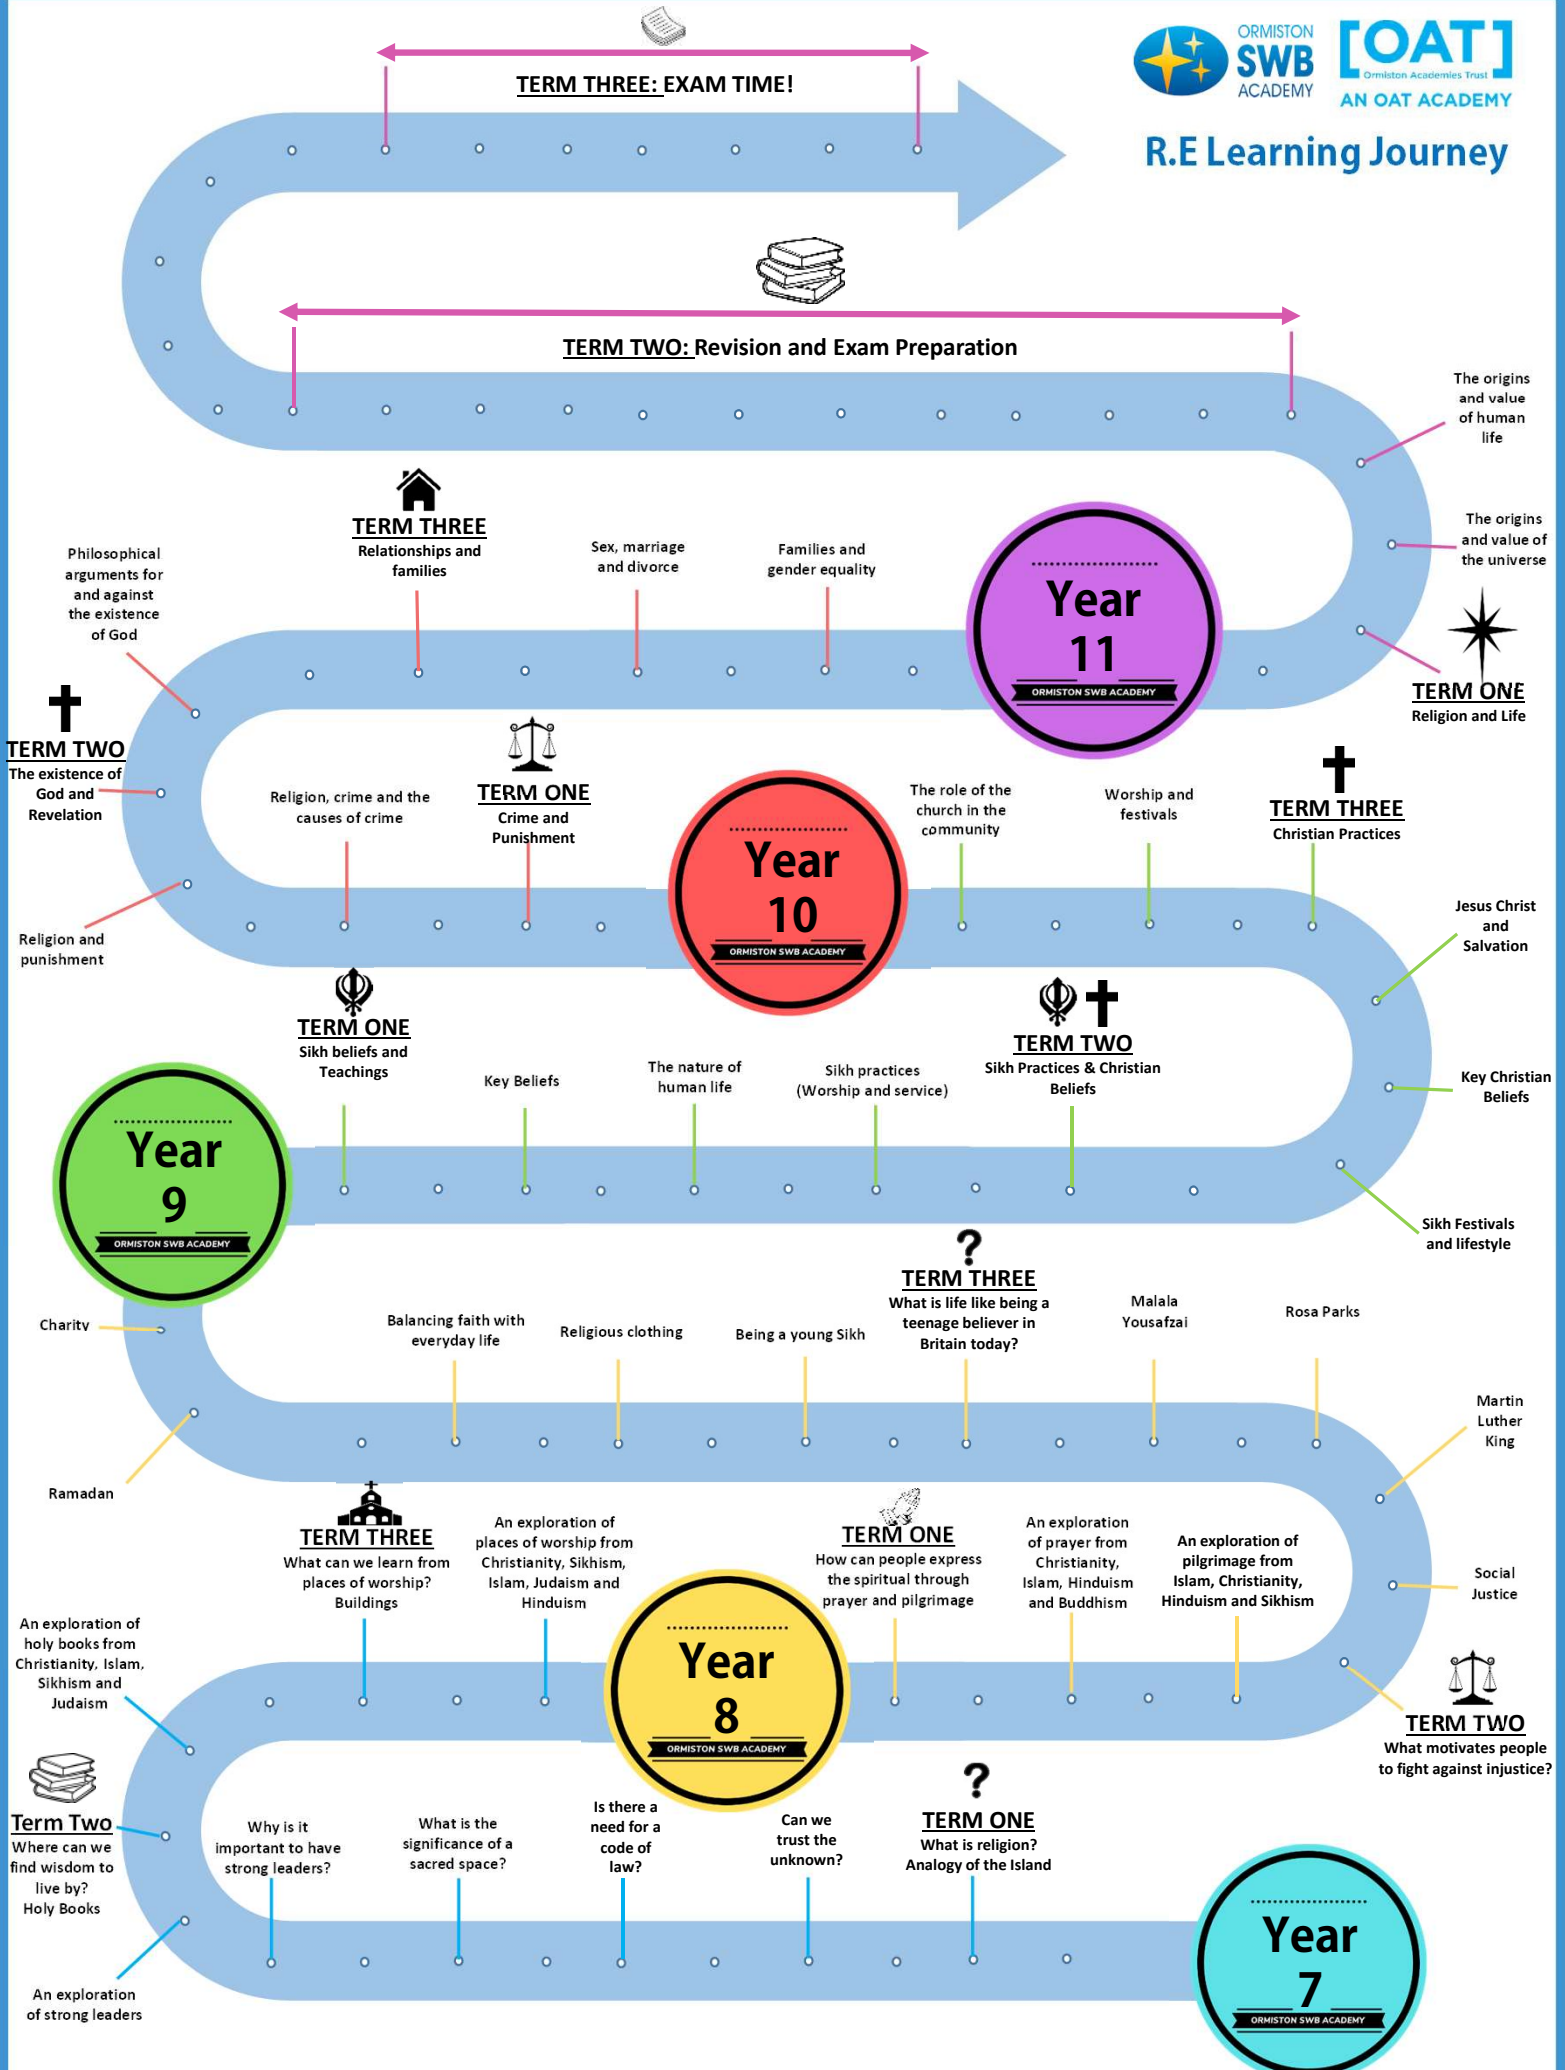 ORMISTON
SWB
ACADEMY
[OAT]
Ormiston Academies Trust
AN OAT ACADEMY
R.E Learning Journey
TERM THREE: EXAM TIME!
TERM TWO: Revision and Exam Preparation
The origins
and value
of human
life
The origins
and value of
the universe
TERM ONE
Religion and Life
Year
11
ORMISTON SWB ACADEMY
Families and
gender equality
Sex, marriage
and divorce
TERM THREE
Relationships and
families
Philosophical
arguments for
and against
the existence
of God
TERM TWO
The existence of
God and
Revelation
Religion and
punishment
Religion, crime and the
causes of crime
TERM ONE
Crime and
Punishment
Year
10
ORMISTON SWB ACADEMY
The role of the
church in the
community
Worship and
festivals
TERM THREE
Christian Practices
Jesus Christ
and
Salvation
Key Christian
Beliefs
Sikh Festivals
and lifestyle
TERM TWO
Sikh Practices & Christian
Beliefs
Sikh practices
(Worship and service)
The nature of
human life
Key Beliefs
TERM ONE
Sikh beliefs and
Teachings
Year
9
ORMISTON SWB ACADEMY
Charity
Ramadan
Balancing faith with
everyday life
Religious clothing
Being a young Sikh
TERM THREE
What is life like being a
teenage believer in
Britain today?
Malala
Yousafzai
Rosa Parks
Martin
Luther
King
Social
Justice
TERM TWO
What motivates people
to fight against injustice?
An exploration of
pilgrimage from
Islam, Christianity,
Hinduism and Sikhism
An exploration
of prayer from
Christianity,
Islam, Hinduism
and Buddhism
TERM ONE
How can people express
the spiritual through
prayer and pilgrimage
Year
8
ORMISTON SWB ACADEMY
An exploration of
places of worship from
Christianity, Sikhism,
Islam, Judaism and
Hinduism
TERM THREE
What can we learn from
places of worship?
Buildings
An exploration of
holy books from
Christianity, Islam,
Sikhism and
Judaism
Term Two
Where can we
find wisdom to
live by?
Holy Books
An exploration
of strong leaders
Why is it
important to have
strong leaders?
What is the
significance of a
sacred space?
Is there a
need for a
code of
law?
Can we
trust the
unknown?
TERM ONE
What is religion?
Analogy of the Island
Year
7
ORMISTON SWB ACADEMY